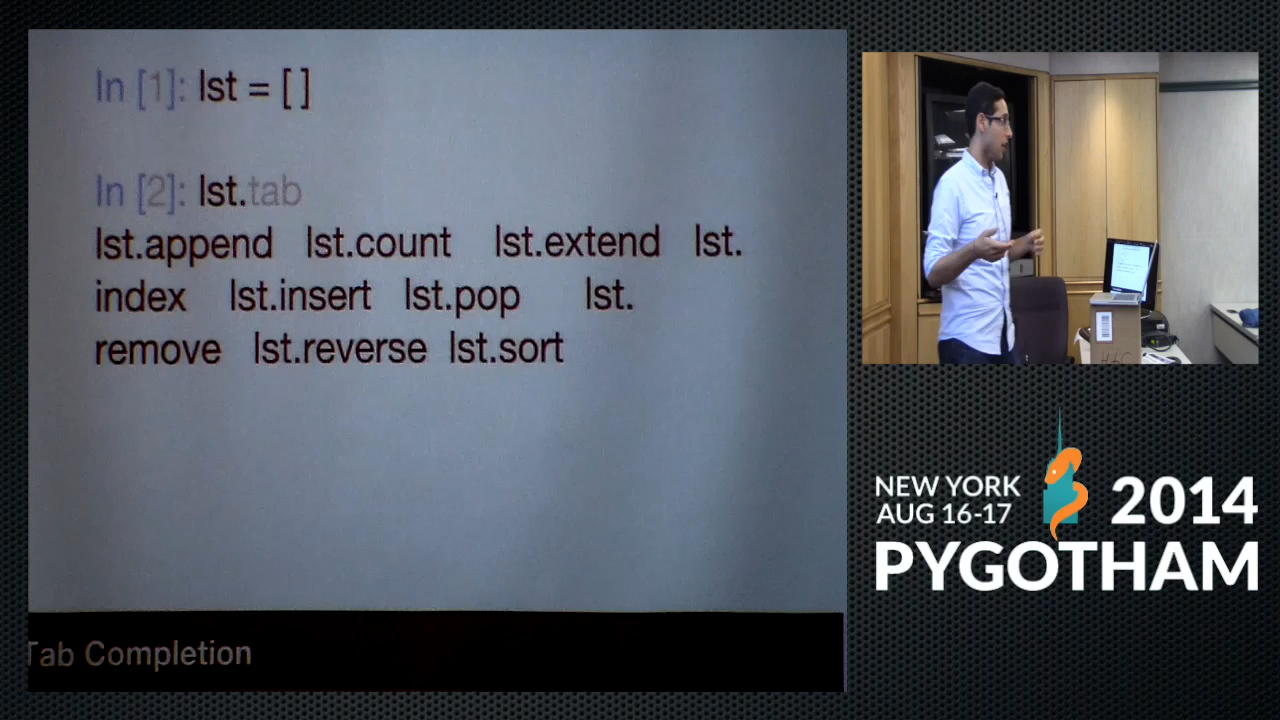 In [1]: lst = [ ]
In [2]: lst.tab
lst.append lst.count lst.extend lst.
index lst.insert lst.pop lst.
remove lst.reverse lst.sort
Tab Completion
NEW YORK
AUG 16-17
2014
PYGOTHAM